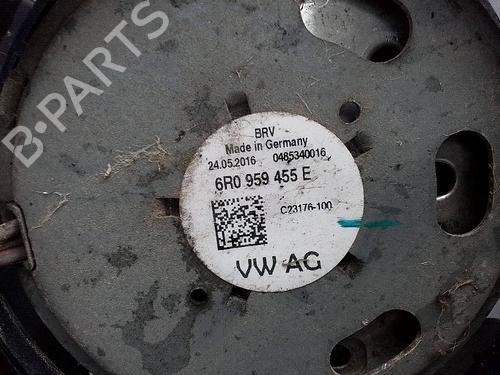 B-PARTS
BRV
Made in Germany
24.05.2016 0485340016
6R0 959 455 E
C23176-100
VW AG